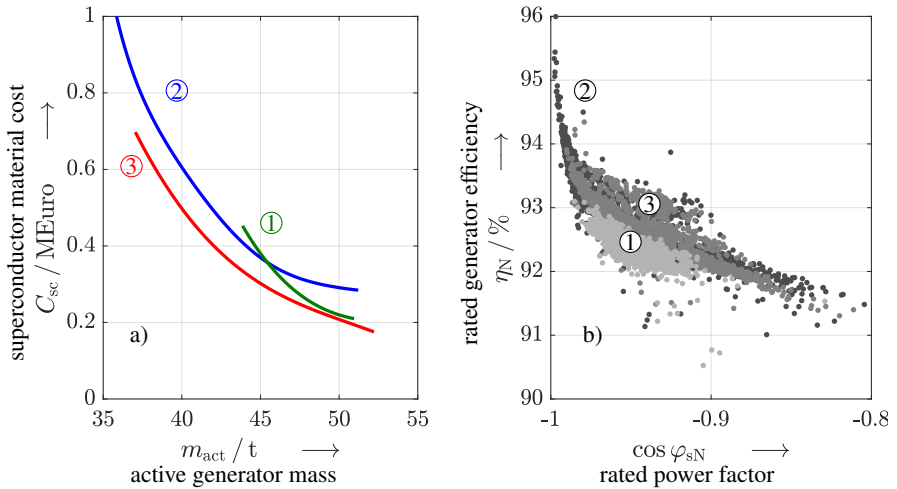 superconductor material cost
C_sc / MEuro
1
0.8
0.6
0.4
0.2
0
35
40
45
50
55
②
③
①
a)
m_act / t
active generator mass
rated generator efficiency
η_N / %
96
95
94
93
92
91
90
-1
-0.9
-0.8
②
③
①
b)
cos φ_sN
rated power factor